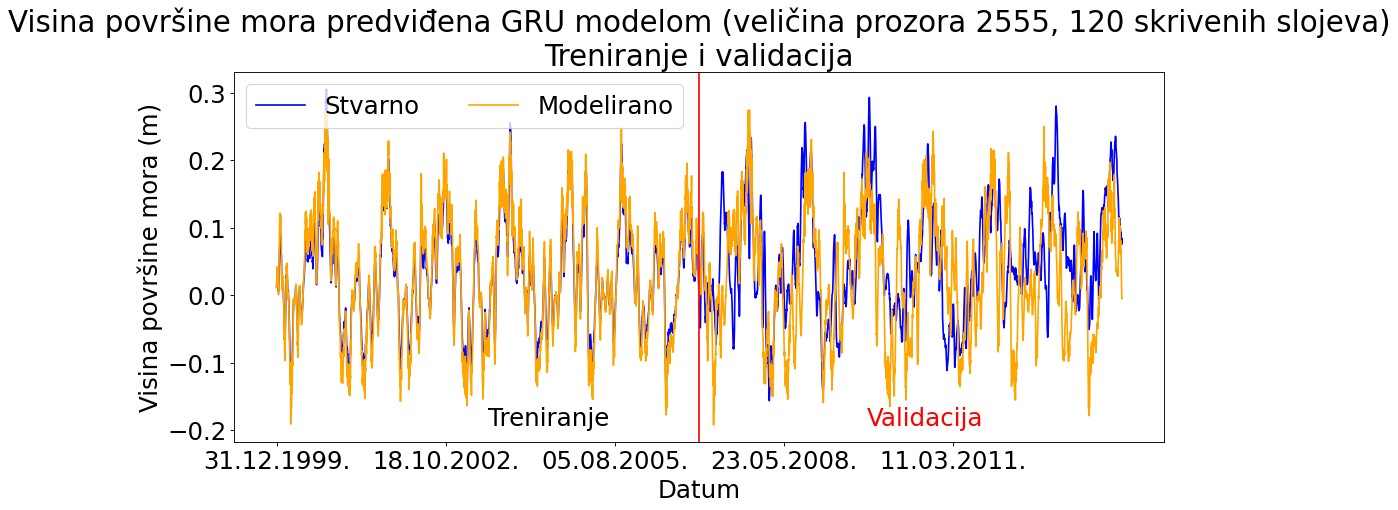 Visina površine mora predviđena GRU modelom (veličina prozora 2555, 120 skrivenih slojeva)
Treniranje i validacija
Stvarno
Modelirano
Visina površine mora (m)
0.3
0.2
0.1
0.0
−0.1
−0.2
Treniranje
Validacija
31.12.1999.
18.10.2002.
05.08.2005.
23.05.2008.
11.03.2011.
Datum